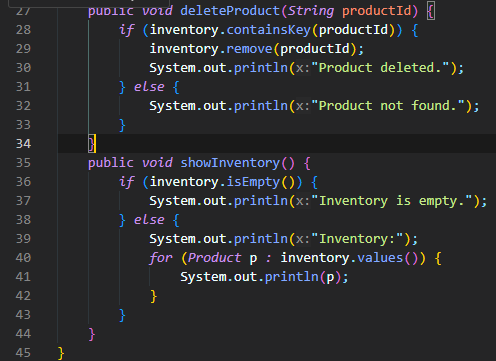 27 public void deleteProduct(String productId) {
28 if (inventory.containsKey(productId)) {
29 inventory.remove(productId);
30 System.out.println(x:"Product deleted.");
31 } else {
32 System.out.println(x:"Product not found.");
33 }
34 }
35 public void showInventory() {
36 if (inventory.isEmpty()) {
37 System.out.println(x:"Inventory is empty.");
38 } else {
39 System.out.println(x:"Inventory:");
40 for (Product p : inventory.values()) {
41 System.out.println(p);
42 }
43 }
44 }
45 }